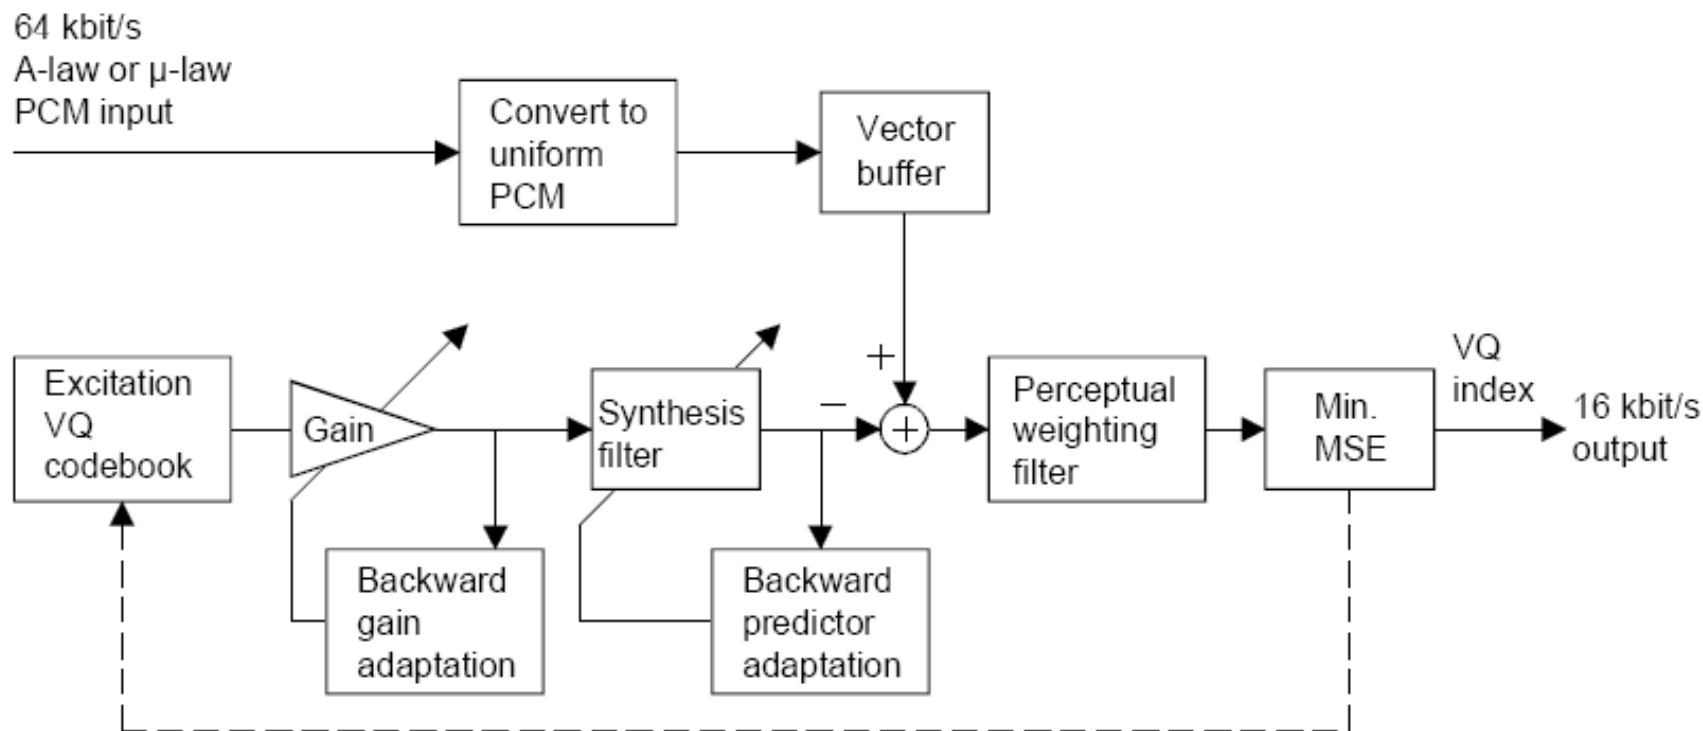 64 kbit/s
A-law or μ-law
PCM input
Convert to
uniform
PCM
Vector
buffer
+
Excitation
VQ
codebook
Gain
Synthesis
filter
−
+
Perceptual
weighting
filter
Min.
MSE
VQ
index
16 kbit/s
output
Backward
gain
adaptation
Backward
predictor
adaptation